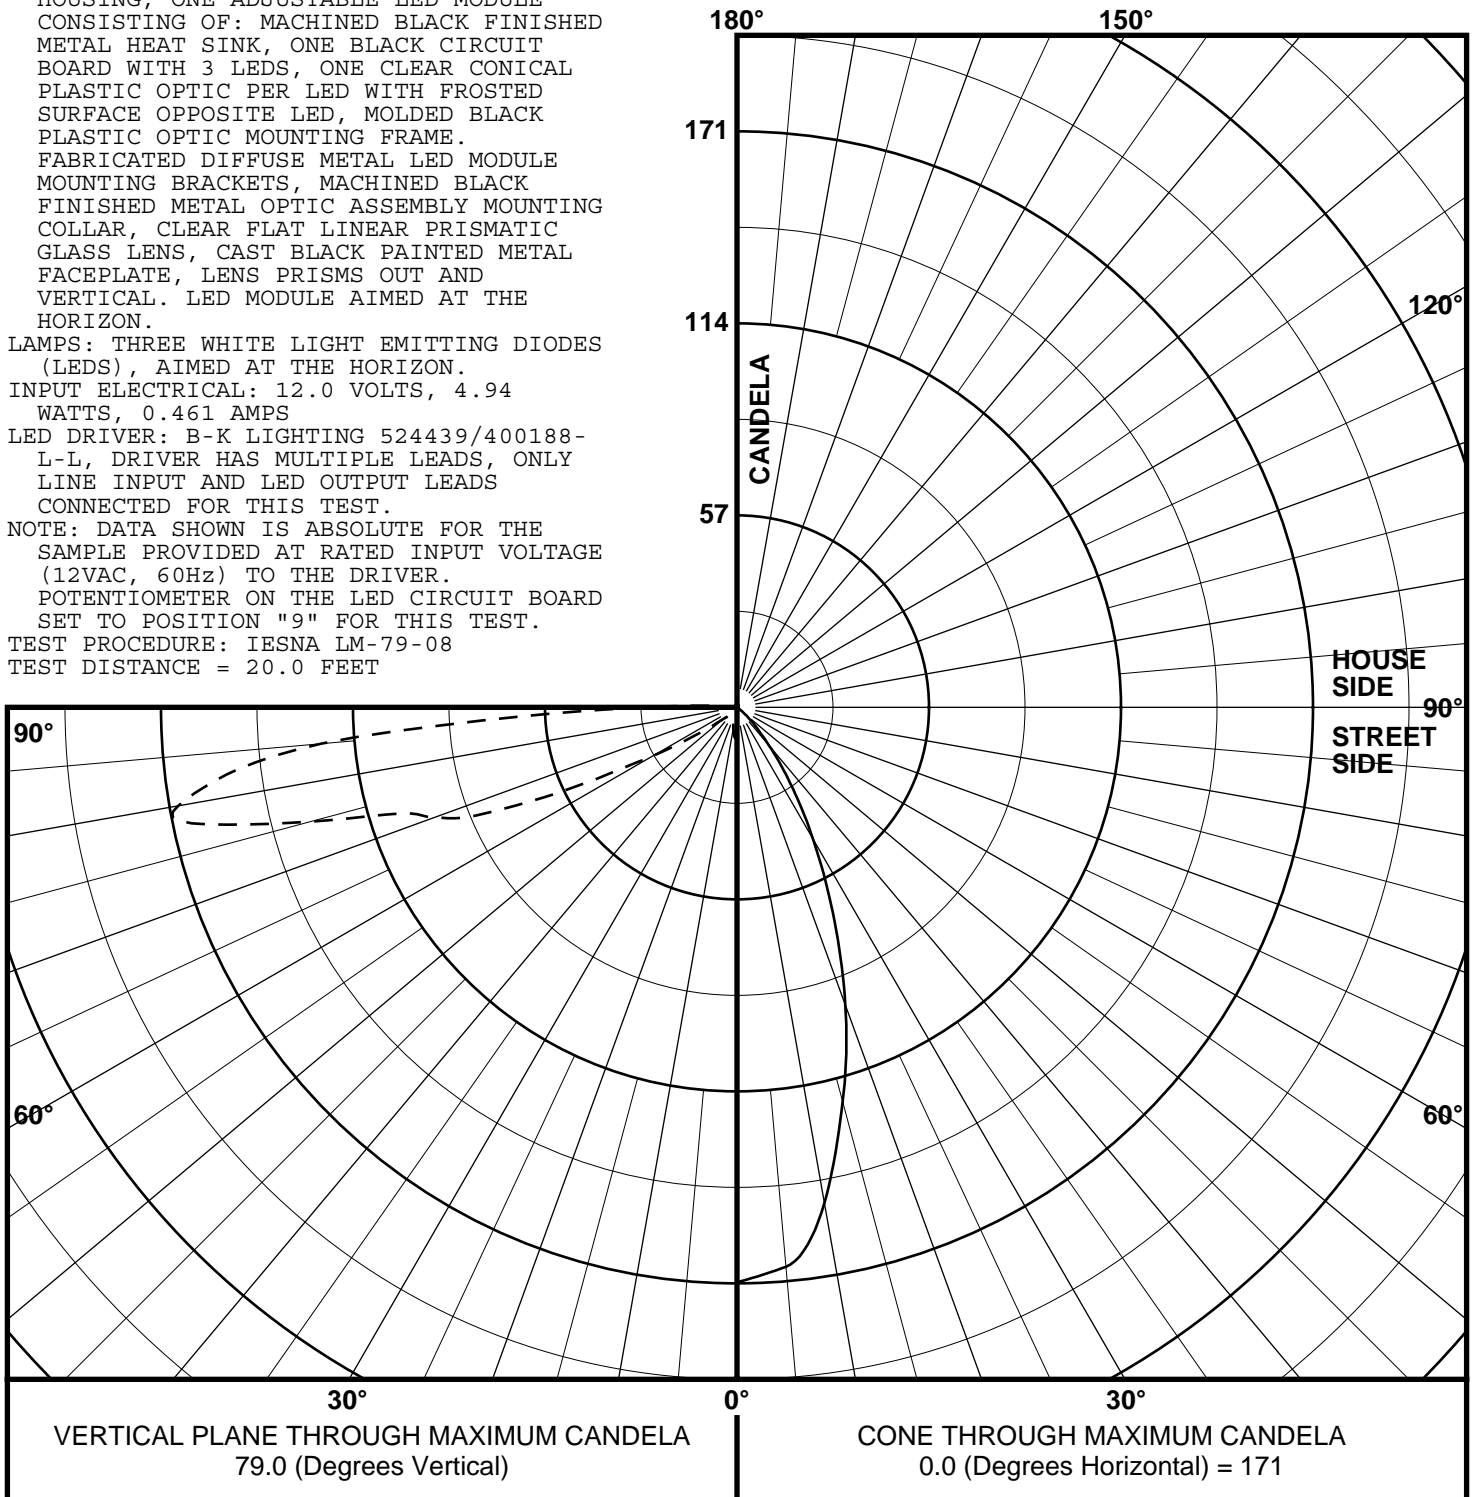 HOUSING, ONE ADJUSTABLE LED MODULE
CONSISTING OF: MACHINED BLACK FINISHED
METAL HEAT SINK, ONE BLACK CIRCUIT
BOARD WITH 3 LEDS, ONE CLEAR CONICAL
PLASTIC OPTIC PER LED WITH FROSTED
SURFACE OPPOSITE LED, MOLDED BLACK
PLASTIC OPTIC MOUNTING FRAME.
FABRICATED DIFFUSE METAL LED MODULE
MOUNTING BRACKETS, MACHINED BLACK
FINISHED METAL OPTIC ASSEMBLY MOUNTING
COLLAR, CLEAR FLAT LINEAR PRISMATIC
GLASS LENS, CAST BLACK PAINTED METAL
FACEPLATE, LENS PRISMS OUT AND
VERTICAL. LED MODULE AIMED AT THE
HORIZON.
LAMPS: THREE WHITE LIGHT EMITTING DIODES
(LEDS), AIMED AT THE HORIZON.
INPUT ELECTRICAL: 12.0 VOLTS, 4.94
WATTS, 0.461 AMPS
LED DRIVER: B-K LIGHTING 524439/400188-
L-L, DRIVER HAS MULTIPLE LEADS, ONLY
LINE INPUT AND LED OUTPUT LEADS
CONNECTED FOR THIS TEST.
NOTE: DATA SHOWN IS ABSOLUTE FOR THE
SAMPLE PROVIDED AT RATED INPUT VOLTAGE
(12VAC, 60Hz) TO THE DRIVER.
POTENTIOMETER ON THE LED CIRCUIT BOARD
SET TO POSITION "9" FOR THIS TEST.
TEST PROCEDURE: IESNA LM-79-08
TEST DISTANCE = 20.0 FEET
180°
150°
171
120°
114
CANDELA
57
HOUSE
SIDE
90°
STREET
SIDE
90°
60°
60°
30°
0°
30°
VERTICAL PLANE THROUGH MAXIMUM CANDELA
79.0 (Degrees Vertical)
CONE THROUGH MAXIMUM CANDELA
0.0 (Degrees Horizontal) = 171